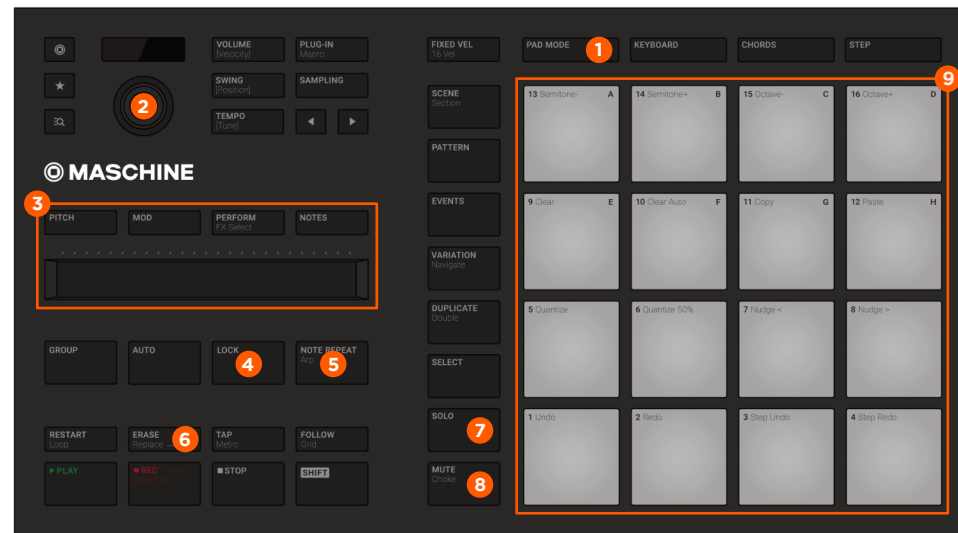 VOLUME
[Velocity]
PLUG-IN
Macro
FIXED VEL
16 Vel
PAD MODE
1
KEYBOARD
CHORDS
STEP
9
SWING
[Position]
SAMPLING
2
TEMPO
[Tune]
MASCHINE
SCENE
Section
PATTERN
EVENTS
VARIATION
Navigate
DUPLICATE
Double
SELECT
SOLO
7
MUTE
Choke
8
13 Semitone- A
14 Semitone+ B
15 Octave- C
16 Octave+ D
9 Clear E
10 Clear Auto F
11 Copy G
12 Paste H
5 Quantize
6 Quantize 50%
7 Nudge <
8 Nudge >
1 Undo
2 Redo
3 Step Undo
4 Step Redo
3
PITCH
MOD
PERFORM
FX Select
NOTES
GROUP
AUTO
LOCK
4
NOTE REPEAT
Arp
5
RESTART
Loop
ERASE
Replace
6
TAP
Metro
FOLLOW
Grid
PLAY
REC
Count-In
STOP
SHIFT